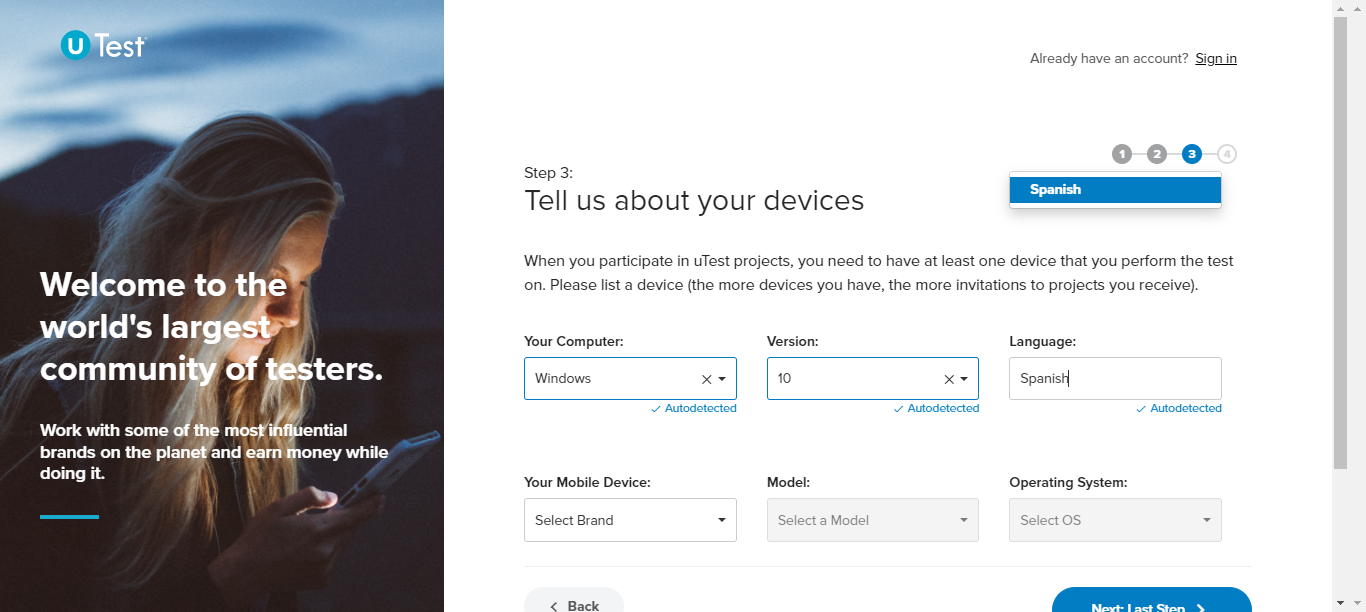 uTest
Already have an account? Sign in
1 2 3 4
Step 3:
Tell us about your devices
Spanish
When you participate in uTest projects, you need to have at least one device that you perform the test
on. Please list a device (the more devices you have, the more invitations to projects you receive).
Your Computer: Version: Language:
Windows 10 Spanish
Autodetected Autodetected Autodetected
Your Mobile Device: Model: Operating System:
Select Brand Select a Model Select OS
Back Next: Last Step
Welcome to the
world's largest
community of testers.
Work with some of the most influential
brands on the planet and earn money while
doing it.